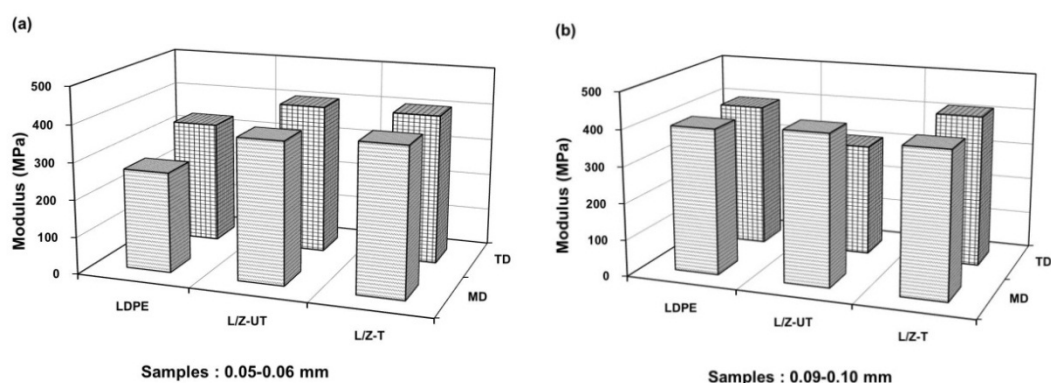 (a)
500
400
300
200
100
0
Modulus (MPa)
LDPE
L/Z-UT
L/Z-T
MD
TD
Samples : 0.05-0.06 mm
(b)
500
400
300
200
100
0
Modulus (MPa)
LDPE
L/Z-UT
L/Z-T
MD
TD
Samples : 0.09-0.10 mm